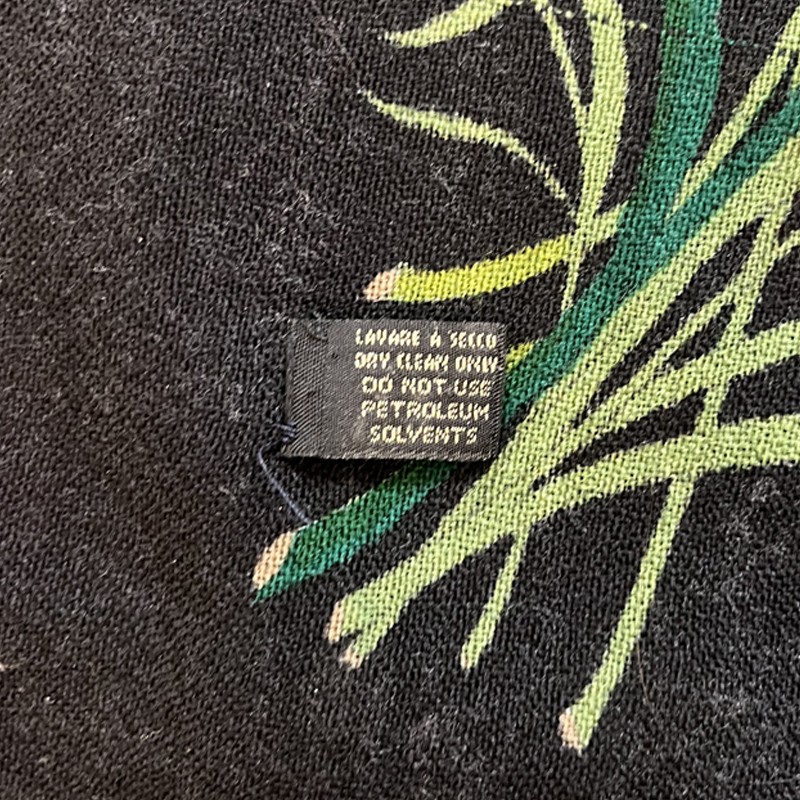 LAVARE A SECCO
DRY CLEAN ONLY
DO NOT USE
PETROLEUM
SOLVENTS